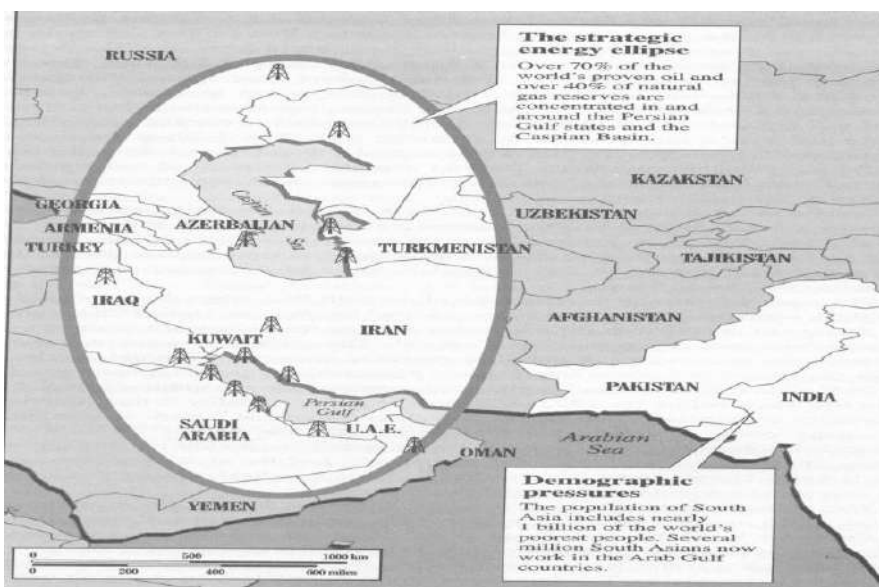 RUSSIA
The strategic
energy ellipse
Over 70% of the
world's proven oil and
over 40% of natural
gas reserves are
concentrated in and
around the Persian
Gulf states and the
Caspian Basin.
KAZAKSTAN
GEORGIA
UZBEKISTAN
ARMENIA
AZERBAIJAN
Caspian
TURKEY
TURKMENISTAN
TAJIKISTAN
IRAQ
AFGHANISTAN
KUWAIT
IRAN
PAKISTAN
INDIA
Persian
Gulf
SAUDI
ARABIA
U.A.E.
Arabian
Sea
OMAN
YEMEN
Demographic
pressures
The population of South
Asia includes nearly
1 billion of the world's
poorest people. Several
million South Asians now
work in the Arab Gulf
countries.
0 500 1000 km
0 200 400 600 miles